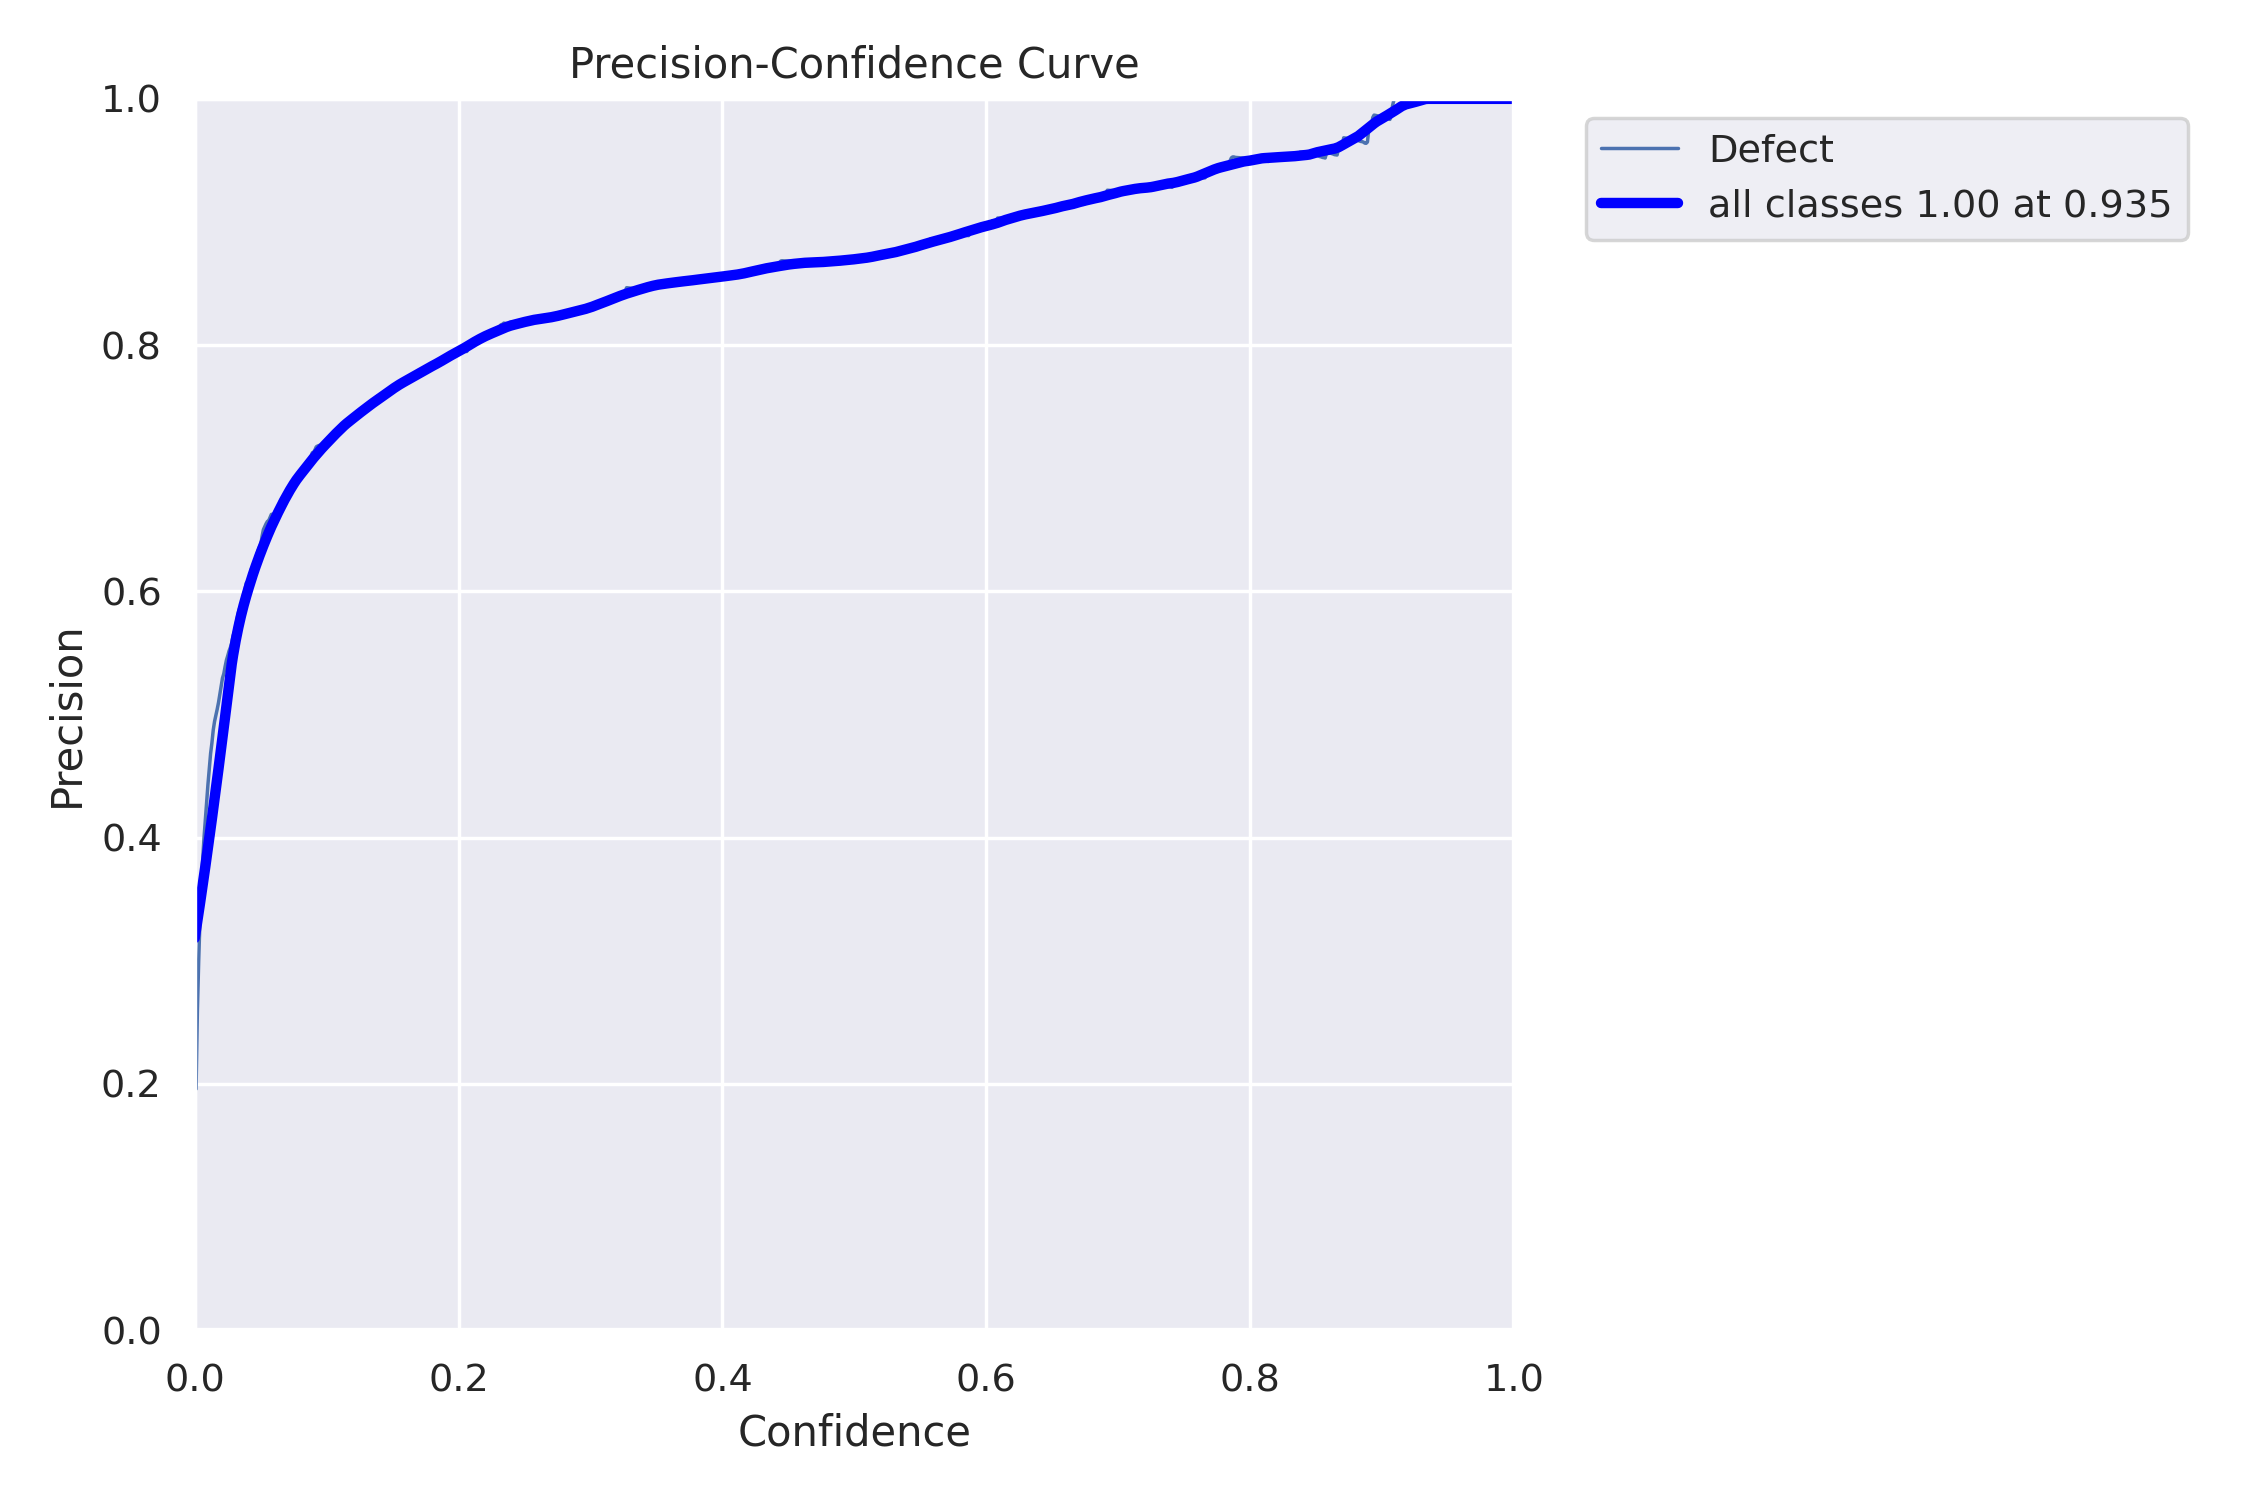 Precision-Confidence Curve
1.0
0.8
0.6
0.4
0.2
0.0
Precision
0.0 0.2 0.4 0.6 0.8 1.0
Confidence
Defect
all classes 1.00 at 0.935